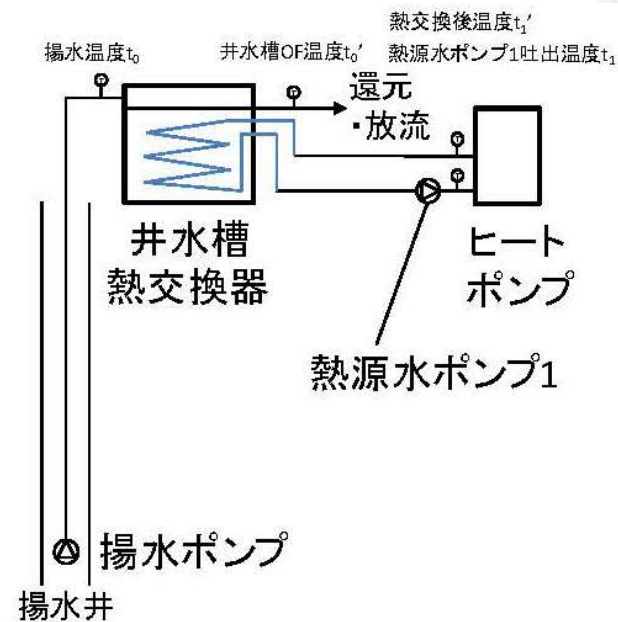 熱交換後温度t₁′
揚水温度t₀
井水槽OF温度t₀′
熱源水ポンプ1吐出温度t₁
還元
・放流
井水槽
熱交換器
ヒート
ポンプ
熱源水ポンプ1
揚水ポンプ
揚水井